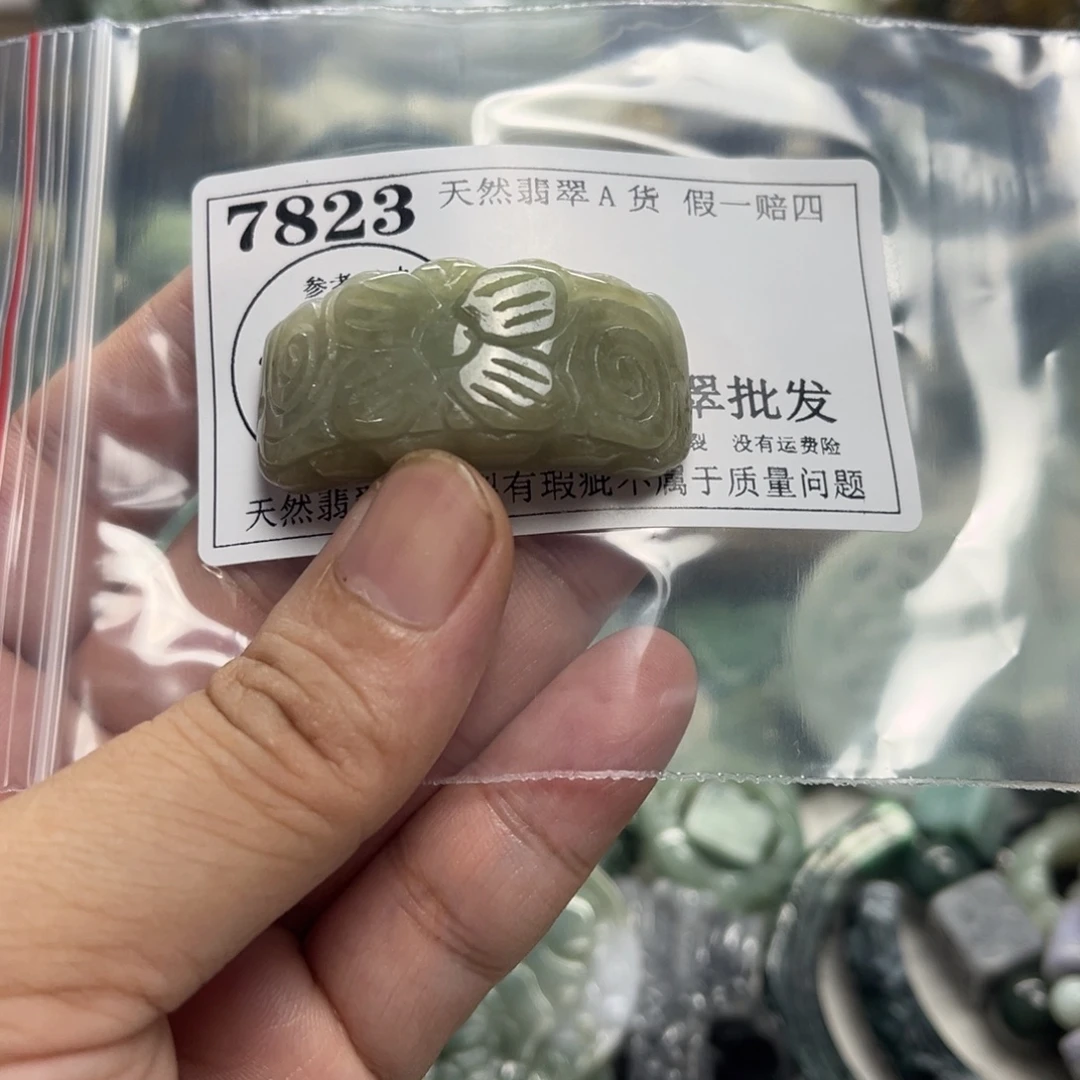 7823 天然翡翠A货 假一赔四
参考
翠批发
裂 没有运费险
天然翡 有瑕疵不属于质量问题